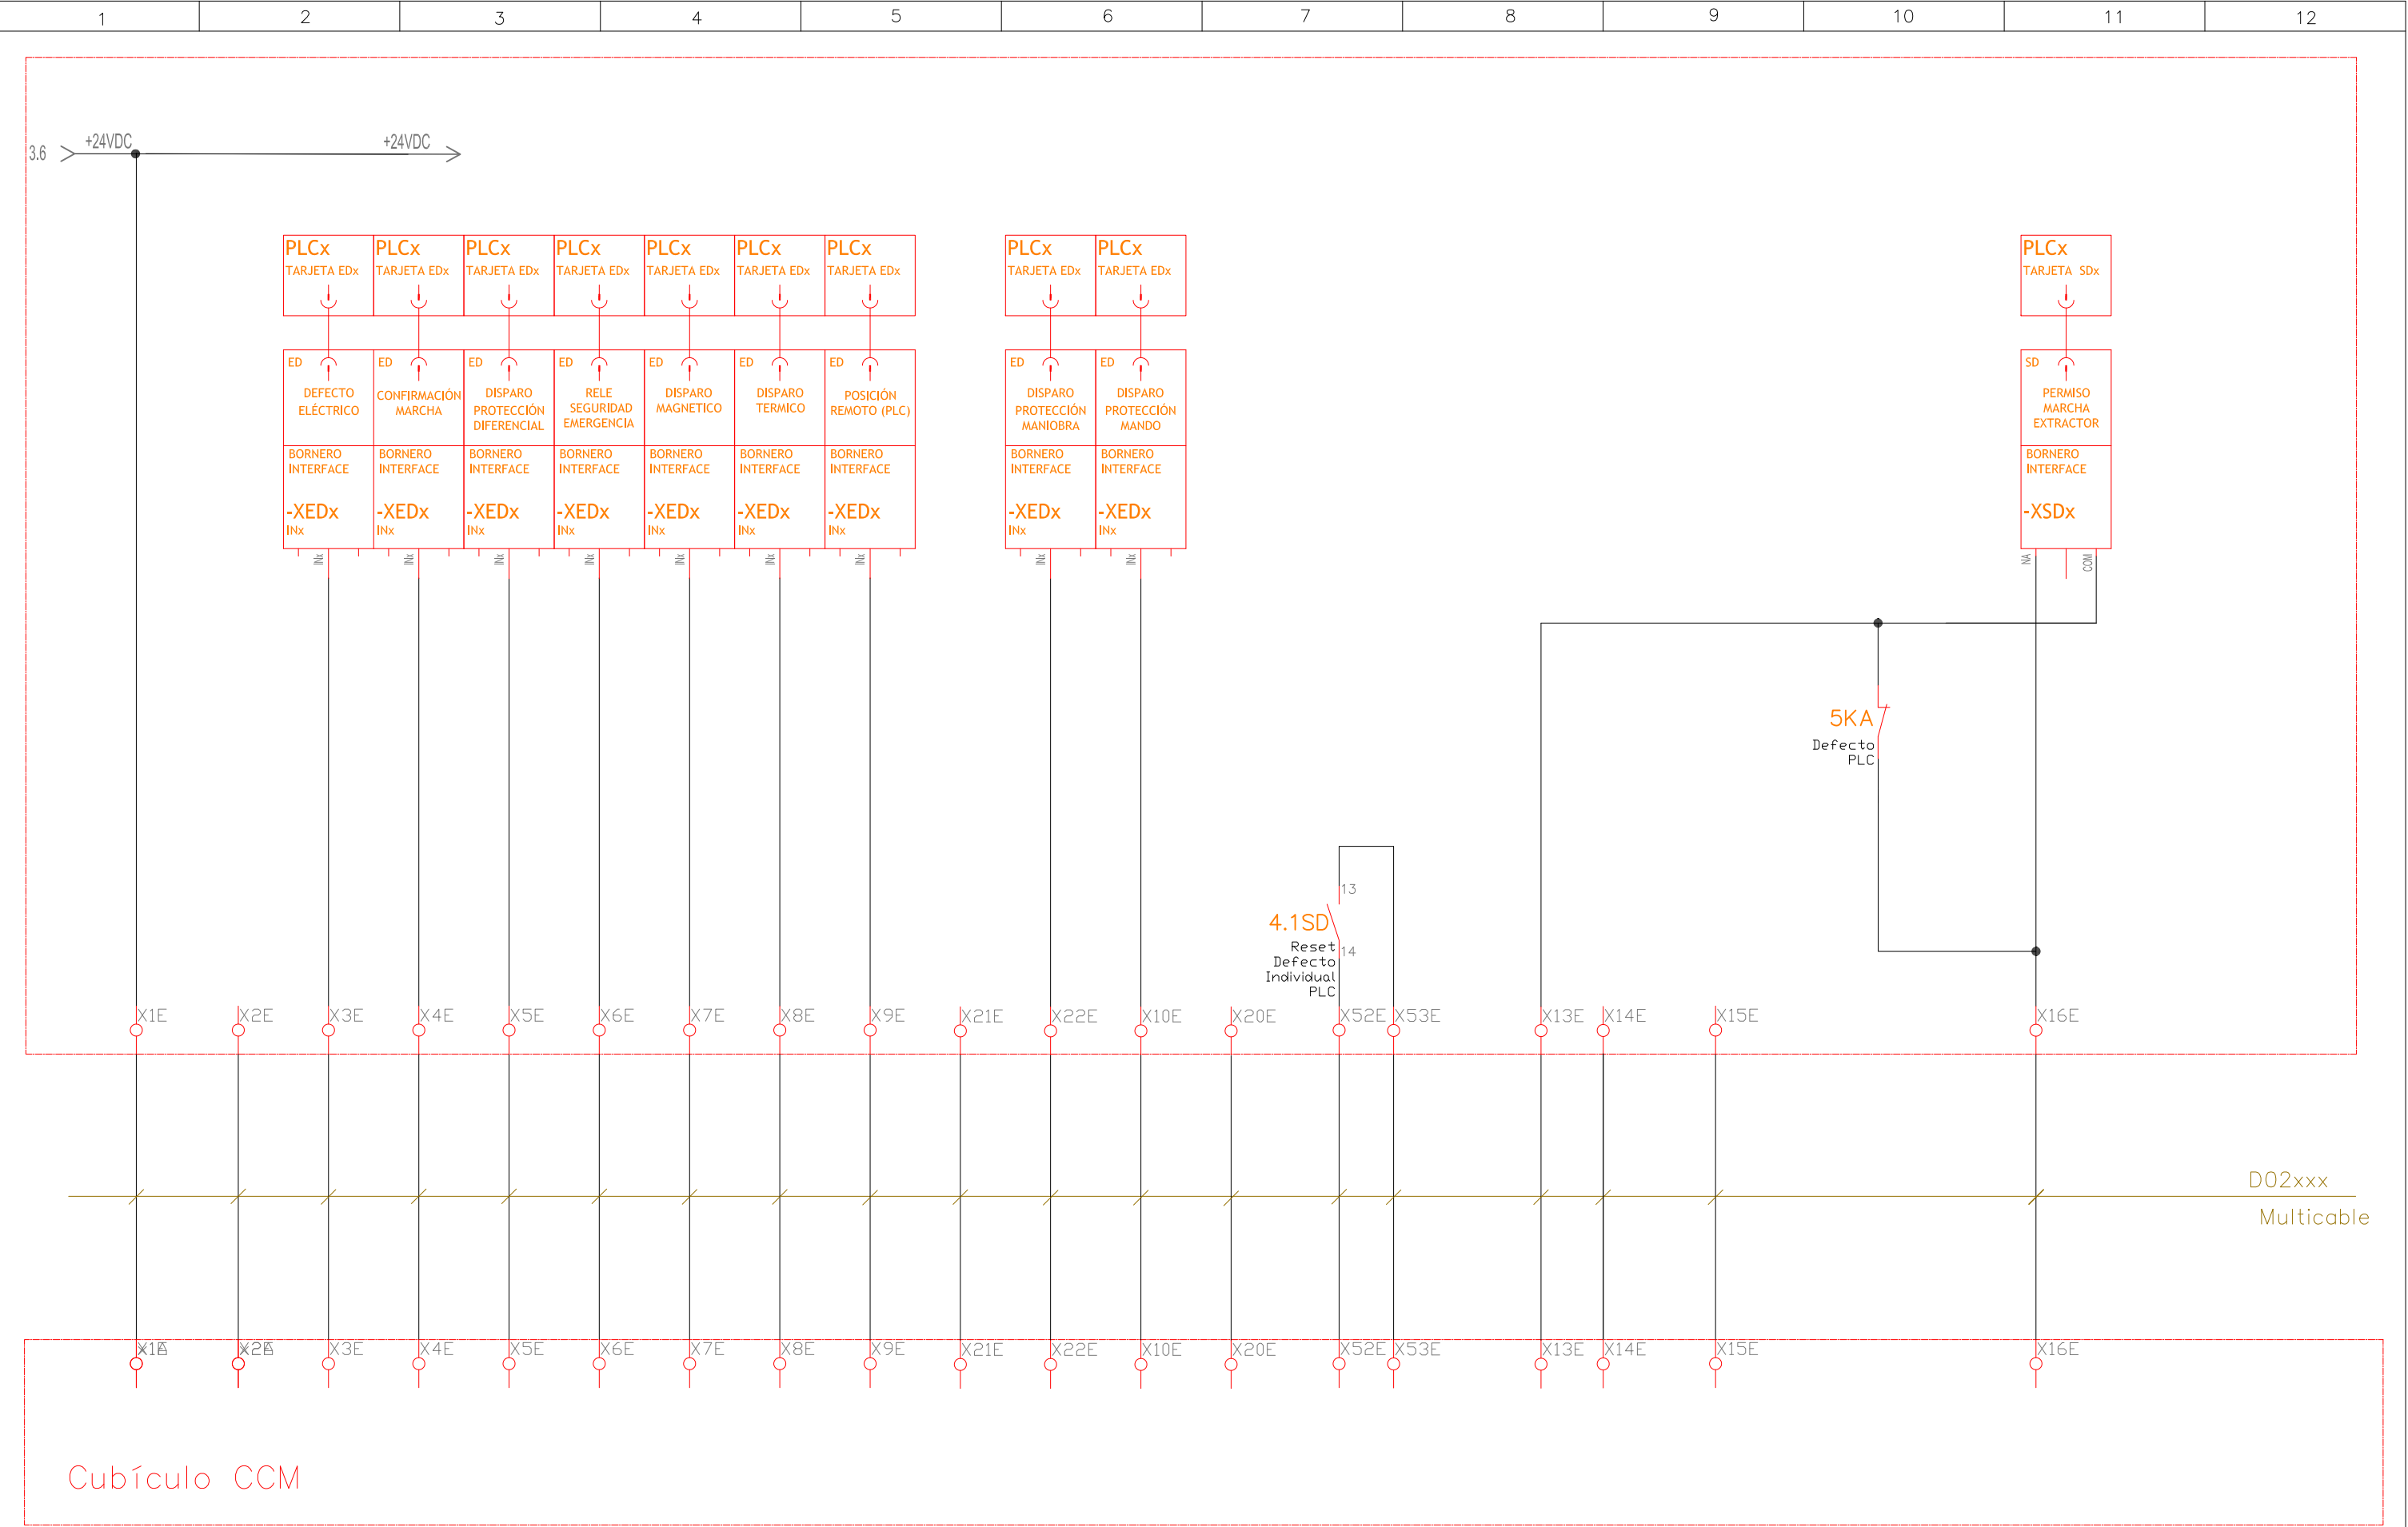 1 2 3 4 5 6 7 8 9 10 11 12
3.6 +24VDC +24VDC
PLCx PLCx PLCx PLCx PLCx PLCx PLCx PLCx PLCx PLCx
TARJETA EDx TARJETA EDx TARJETA EDx TARJETA EDx TARJETA EDx TARJETA EDx TARJETA EDx TARJETA EDx TARJETA EDx TARJETA SDx
ED
DEFECTO
ELÉCTRICO
BORNERO
INTERFACE
-XEDx
INx
INx
ED
CONFIRMACIÓN
MARCHA
BORNERO
INTERFACE
-XEDx
INx
INx
ED
DISPARO
PROTECCIÓN
DIFERENCIAL
BORNERO
INTERFACE
-XEDx
INx
INx
ED
RELE
SEGURIDAD
EMERGENCIA
BORNERO
INTERFACE
-XEDx
INx
INx
ED
DISPARO
MAGNETICO
BORNERO
INTERFACE
-XEDx
INx
INx
ED
DISPARO
TERMICO
BORNERO
INTERFACE
-XEDx
INx
INx
ED
POSICIÓN
REMOTO (PLC)
BORNERO
INTERFACE
-XEDx
INx
INx
ED
DISPARO
PROTECCIÓN
MANIOBRA
BORNERO
INTERFACE
-XEDx
INx
INx
ED
DISPARO
PROTECCIÓN
MANDO
BORNERO
INTERFACE
-XEDx
INx
INx
SD
PERMISO
MARCHA
EXTRACTOR
BORNERO
INTERFACE
-XSDx
NA COM
5KA
Defecto
PLC
13
4.1SD
14
Reset
Defecto
Individual
PLC
X1E X2E X3E X4E X5E X6E X7E X8E X9E X21E X22E X10E X20E X52E X53E X13E X14E X15E X16E
D02xxx
Multicable
X3E X4E X5E X6E X7E X8E X9E X21E X22E X10E X20E X52E X53E X13E X14E X15E X16E
Cubículo CCM